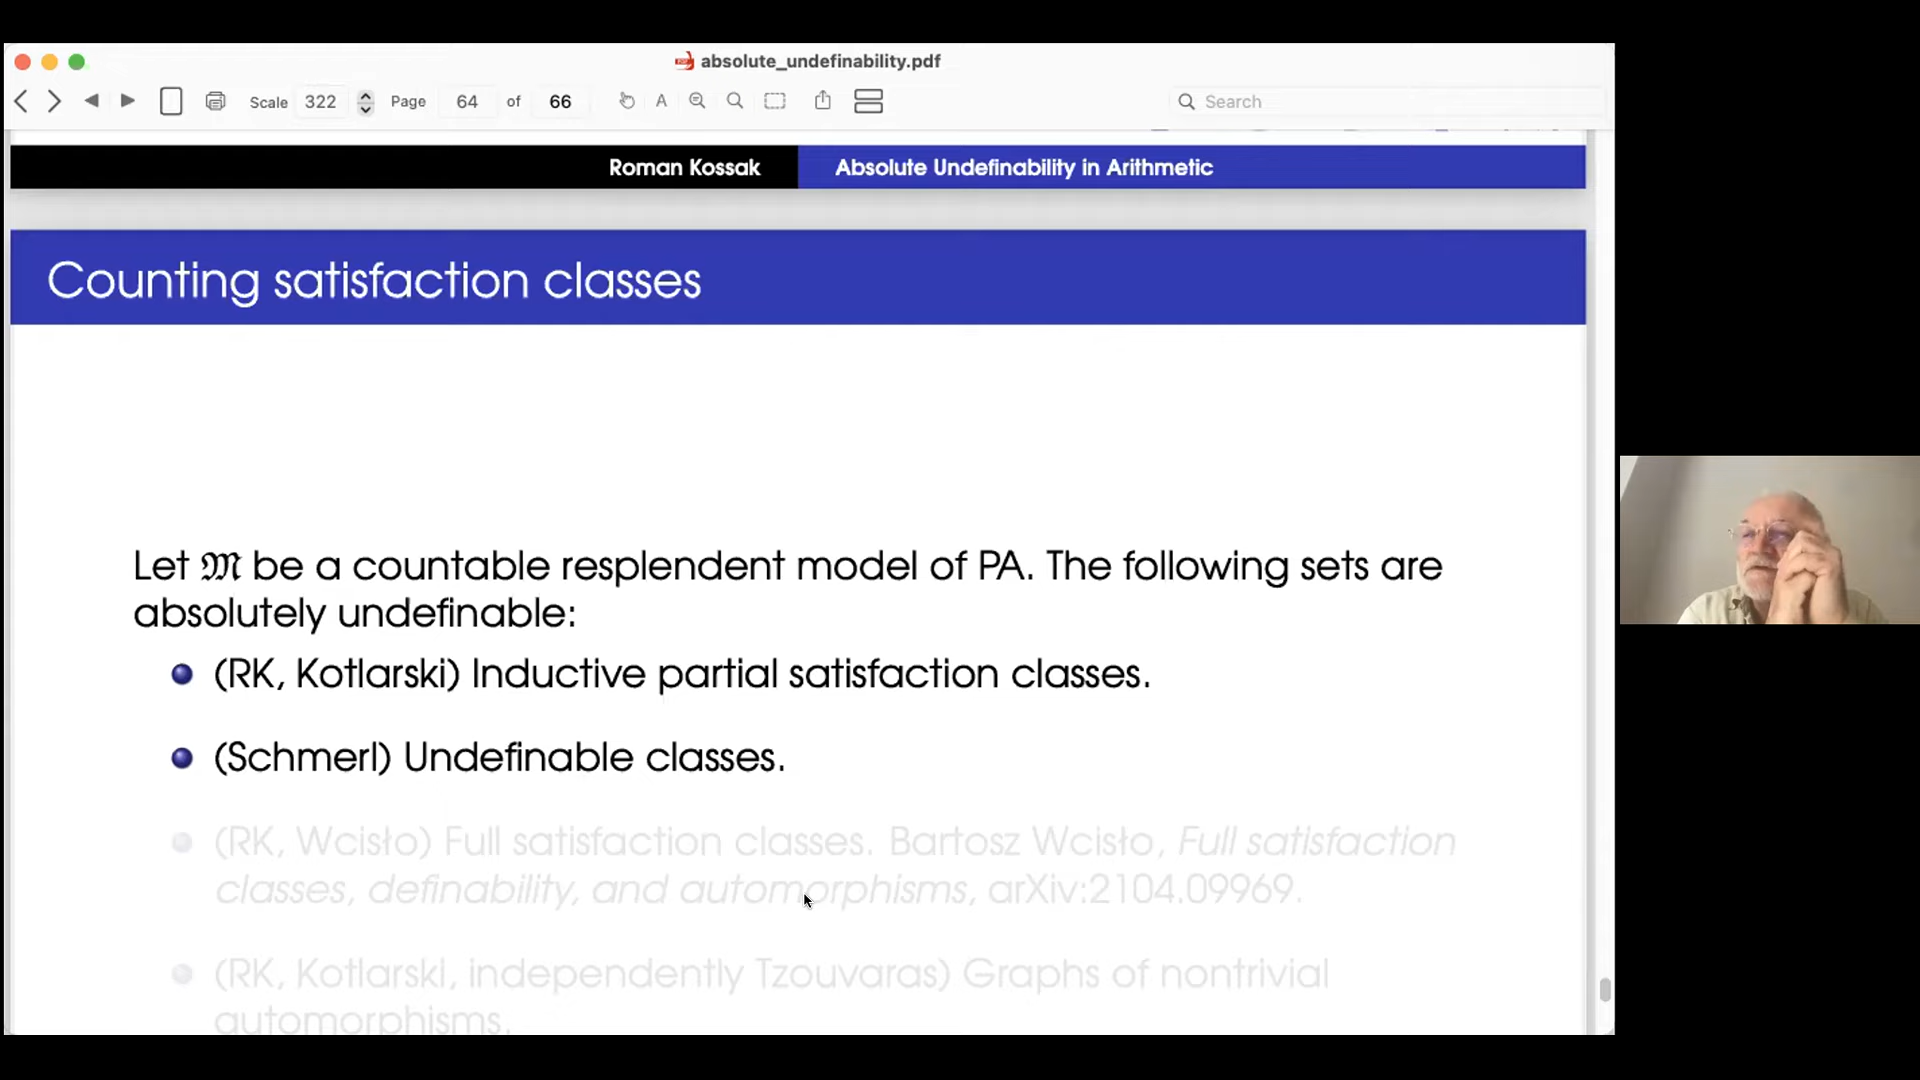 absolute_undefinability.pdf
Scale 322 Page 64 of 66 A Search
Roman Kossak Absolute Undefinability in Arithmetic
Counting satisfaction classes
Let 𝔐 be a countable resplendent model of PA. The following sets are
absolutely undefinable:
(RK, Kotlarski) Inductive partial satisfaction classes.
(Schmerl) Undefinable classes.
(RK, Wcisło) Full satisfaction classes. Bartosz Wcisło, Full satisfaction
classes, definability, and automorphisms, arXiv:2104.09969.
(RK, Kotlarski, independently Tzouvaras) Graphs of nontrivial
automorphisms.